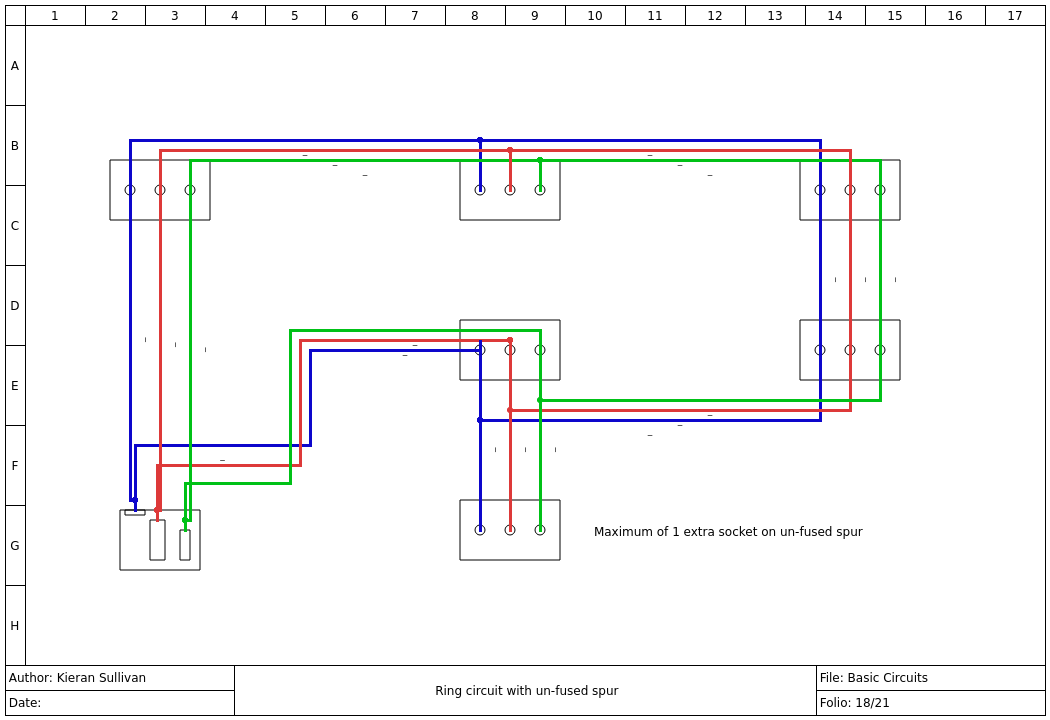 1 2 3 4 5 6 7 8 9 10 11 12 13 14 15 16 17
A
B
C
D
E
F
G
Maximum of 1 extra socket on un-fused spur
H
Author: Kieran Sullivan
Date:
Ring circuit with un-fused spur
File: Basic Circuits
Folio: 18/21